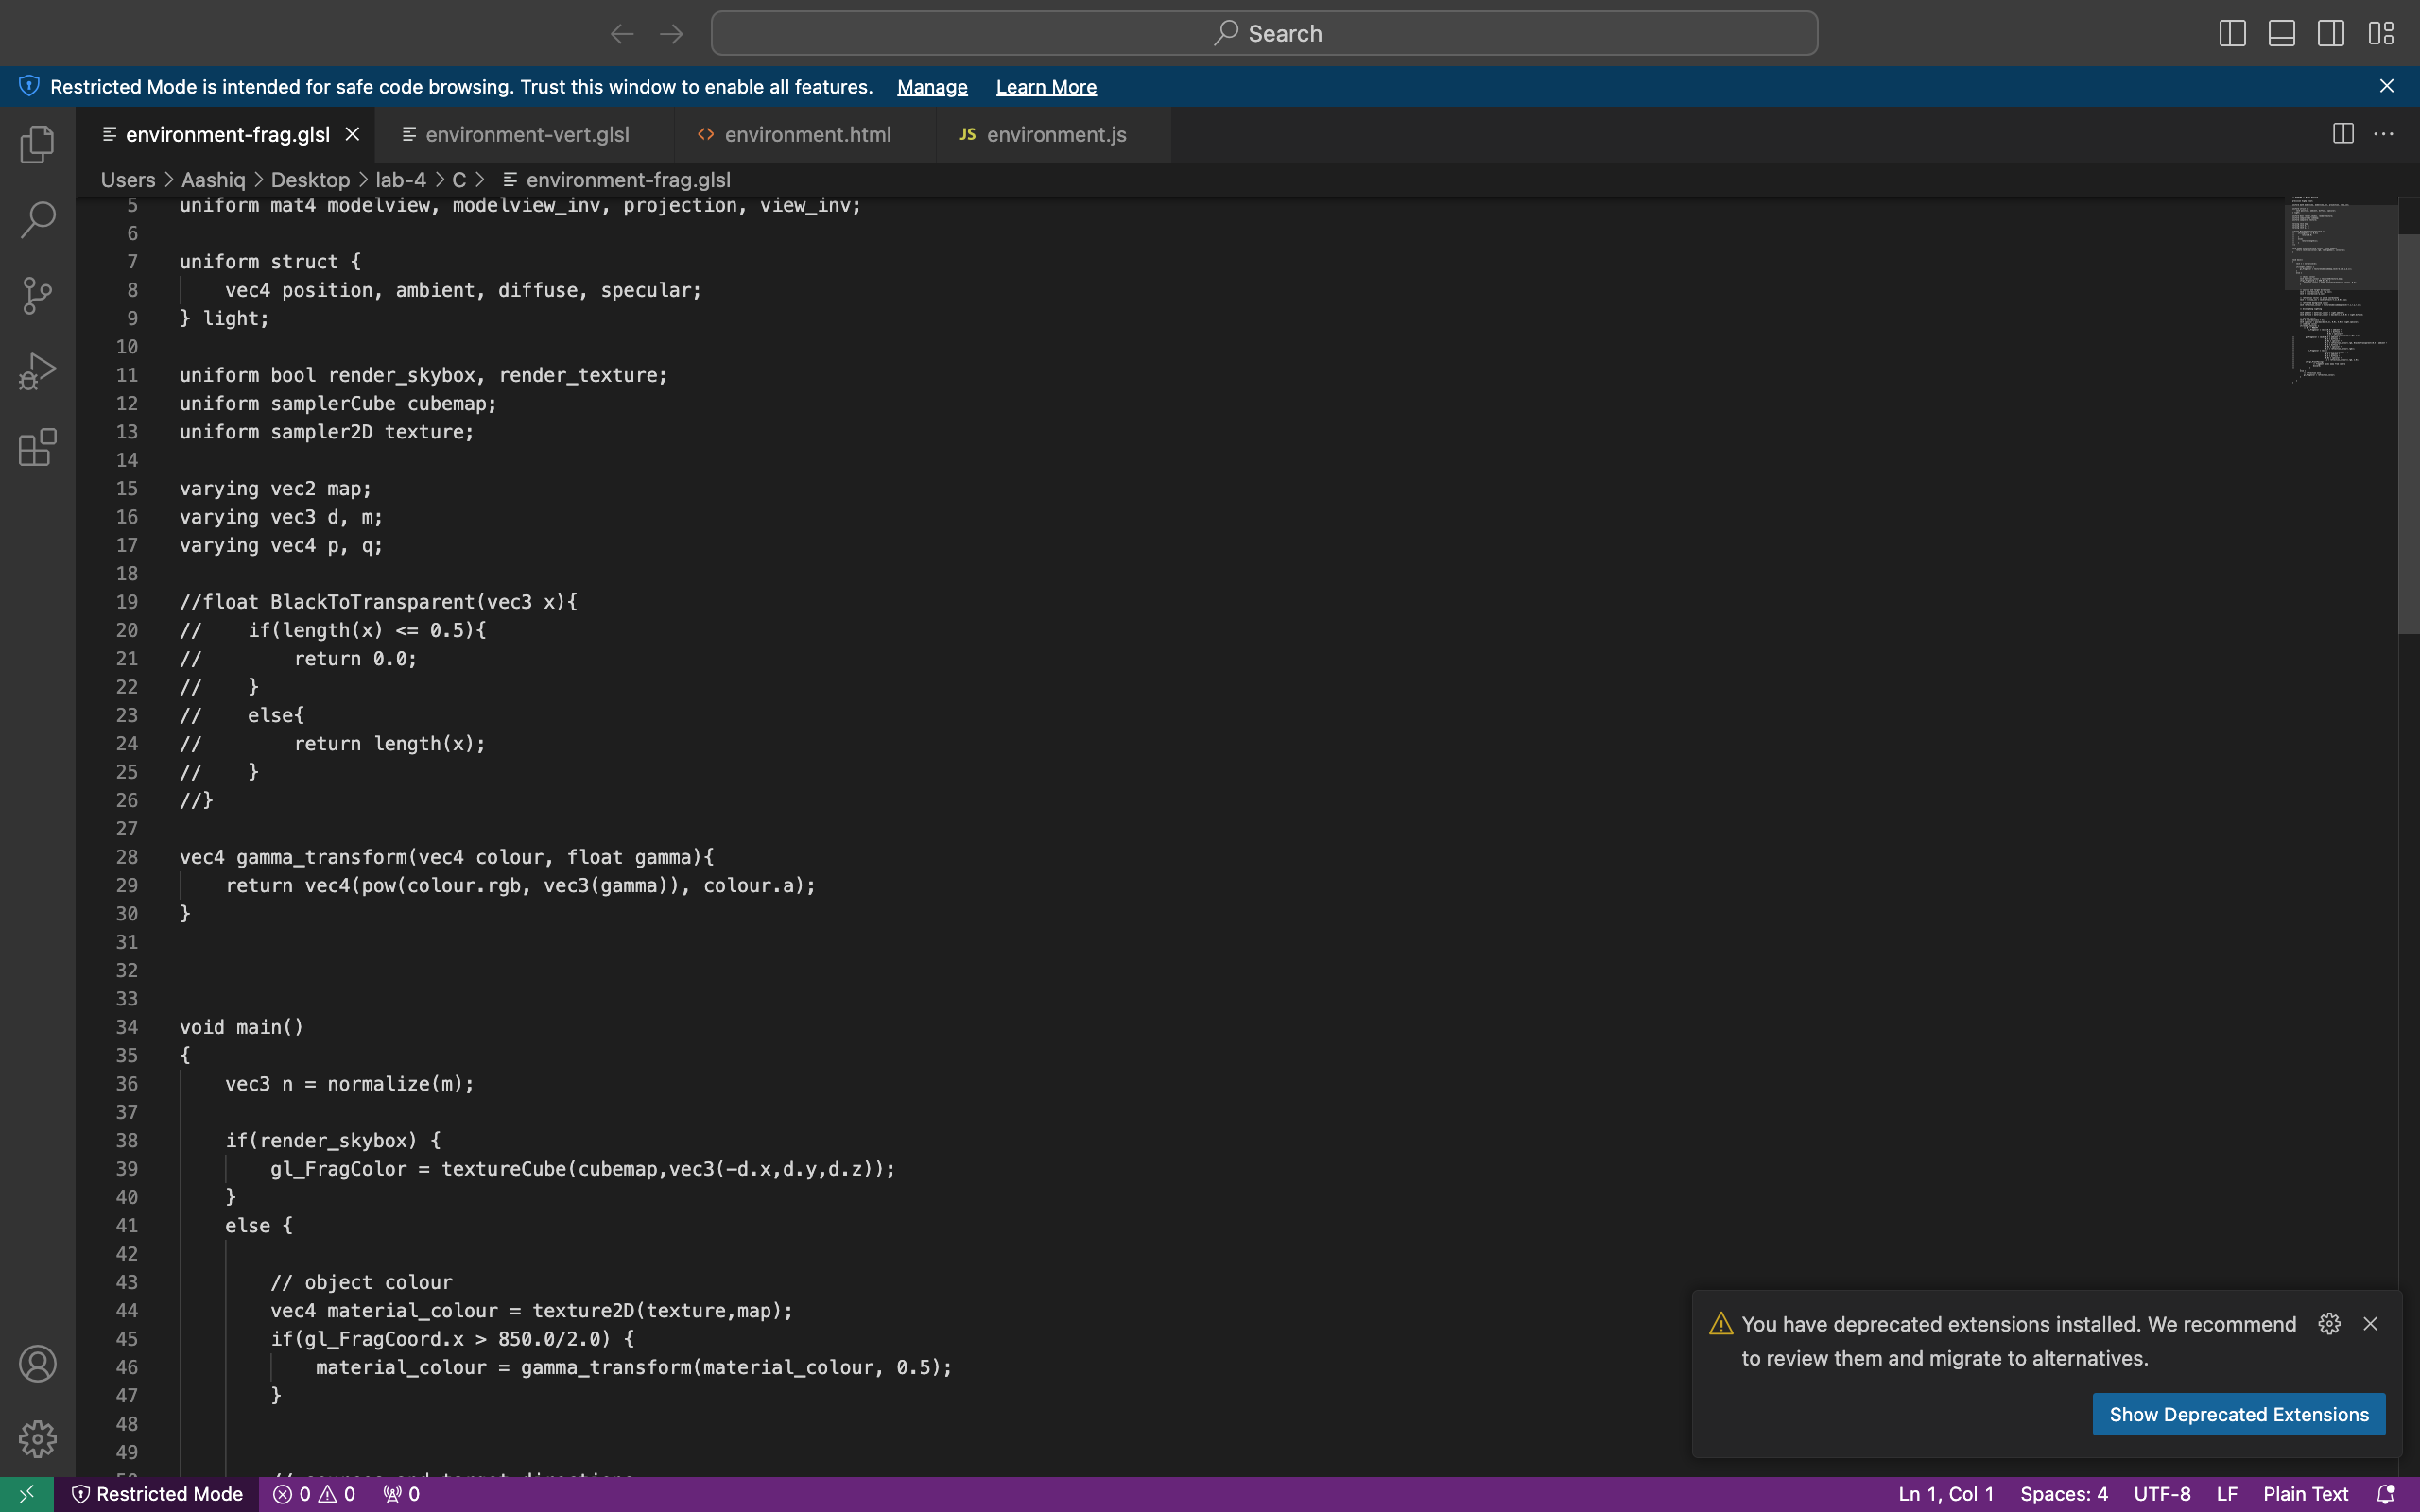 Search
Restricted Mode is intended for safe code browsing. Trust this window to enable all features. Manage Learn More
environment-frag.glsl environment-vert.glsl environment.html JS environment.js
Users > Aashiq > Desktop > lab-4 > C > environment-frag.glsl
5 uniform mat4 modelview, modelview_inv, projection, view_inv;
6
7 uniform struct {
8 vec4 position, ambient, diffuse, specular;
9 } light;
10
11 uniform bool render_skybox, render_texture;
12 uniform samplerCube cubemap;
13 uniform sampler2D texture;
14
15 varying vec2 map;
16 varying vec3 d, m;
17 varying vec4 p, q;
18
19 //float BlackToTransparent(vec3 x){
20 //    if(length(x) <= 0.5){
21 //        return 0.0;
22 //    }
23 //    else{
24 //        return length(x);
25 //    }
26 //}
27
28 vec4 gamma_transform(vec4 colour, float gamma){
29 return vec4(pow(colour.rgb, vec3(gamma)), colour.a);
30 }
31
32
33
34 void main()
35 {
36 vec3 n = normalize(m);
37
38 if(render_skybox) {
39 gl_FragColor = textureCube(cubemap,vec3(-d.x,d.y,d.z));
40 }
41 else {
42
43 // object colour
44 vec4 material_colour = texture2D(texture,map);
45 if(gl_FragCoord.x > 850.0/2.0) {
46 material_colour = gamma_transform(material_colour, 0.5);
47 }
48
49
You have deprecated extensions installed. We recommend
to review them and migrate to alternatives.
Show Deprecated Extensions
Restricted Mode 0 0 0 Ln 1, Col 1 Spaces: 4 UTF-8 LF Plain Text